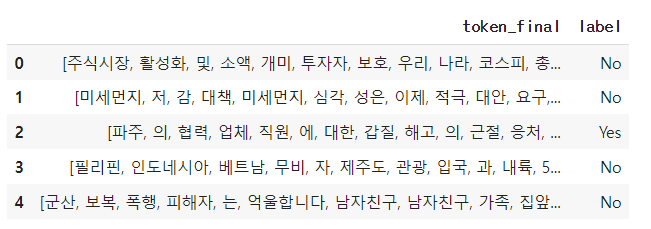 token_final label
0 [주식시장, 활성화, 및, 소액, 개미, 투자자, 보호, 우리, 나라, 코스피, 총... No
1 [미세먼지, 저, 감, 대책, 미세먼지, 심각, 성은, 이제, 적극, 대안, 요구,... No
2 [파주, 의, 협력, 업체, 직원, 에, 대한, 갑질, 해고, 의, 근절, 응처, ... Yes
3 [필리핀, 인도네시아, 베트남, 무비, 자, 제주도, 관광, 입국, 과, 내륙, 5... No
4 [군산, 보복, 폭행, 피해자, 는, 억울합니다, 남자친구, 남자친구, 가족, 집앞... No